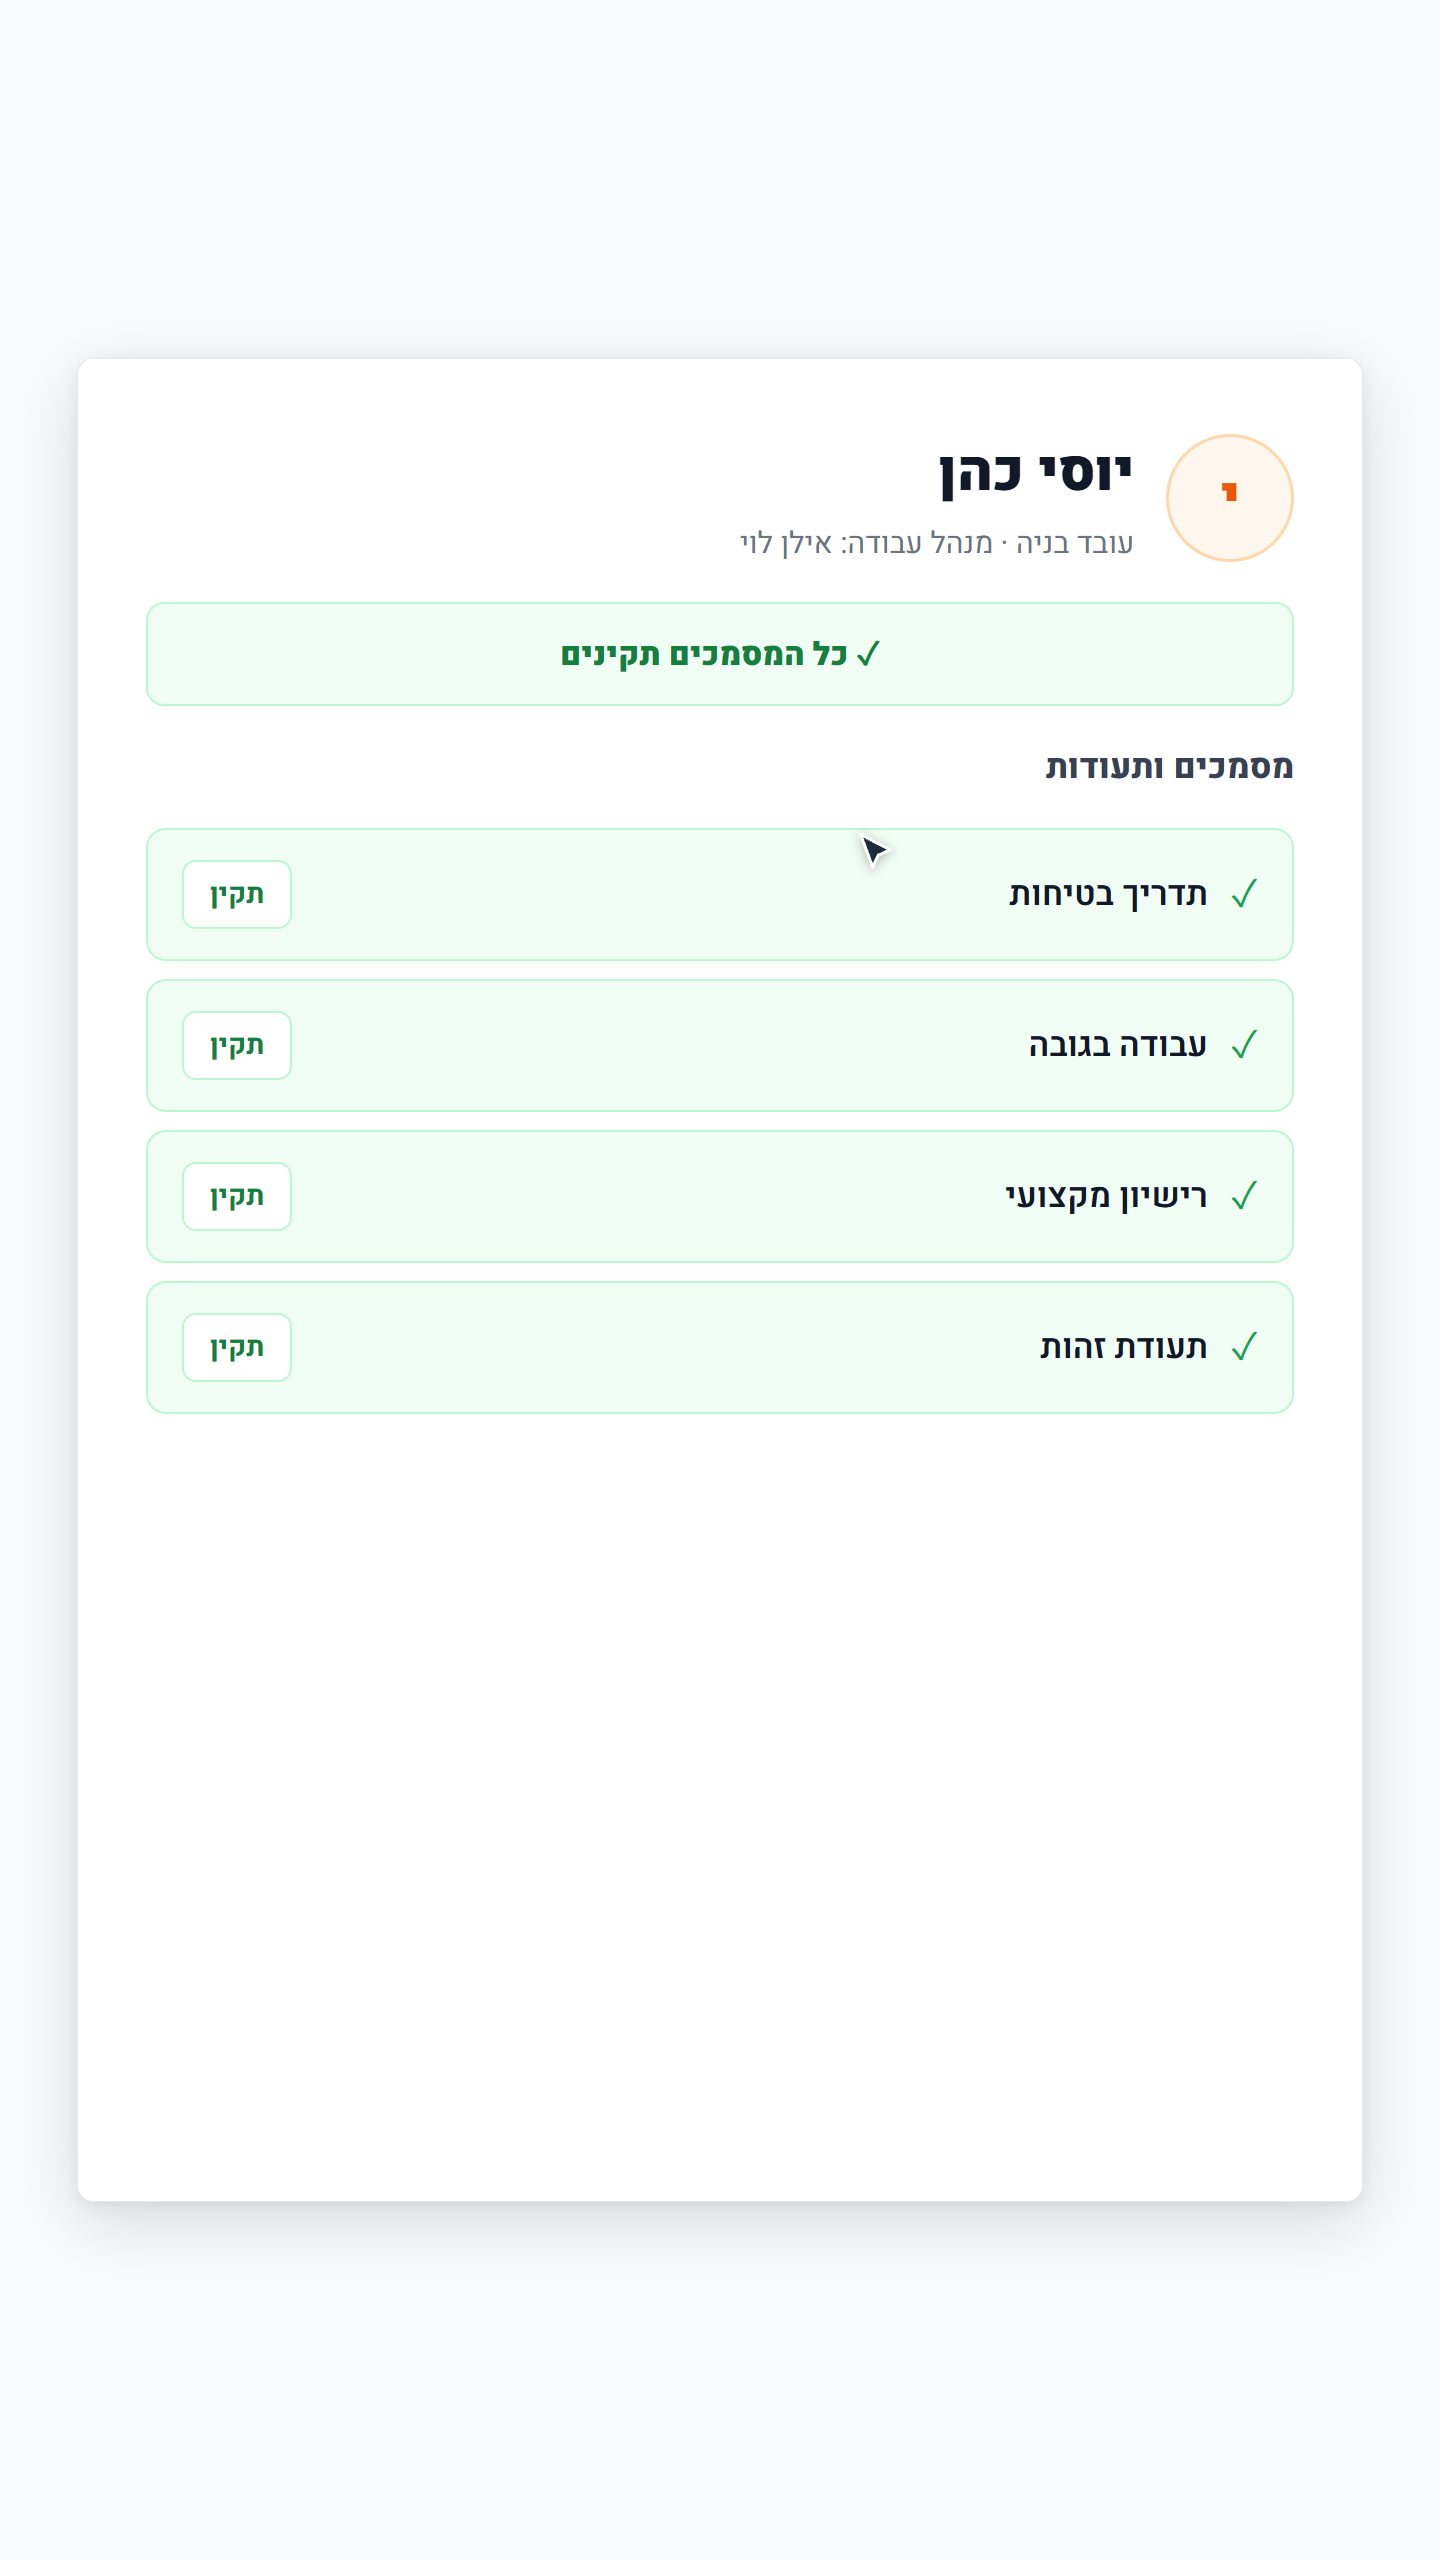 י
יוסי כהן
עובד בניה · מנהל עבודה: אילן לוי
✓ כל המסמכים תקינים
מסמכים ותעודות
✓ תדריך בטיחות תקין
✓ עבודה בגובה תקין
✓ רישיון מקצועי תקין
✓ תעודת זהות תקין